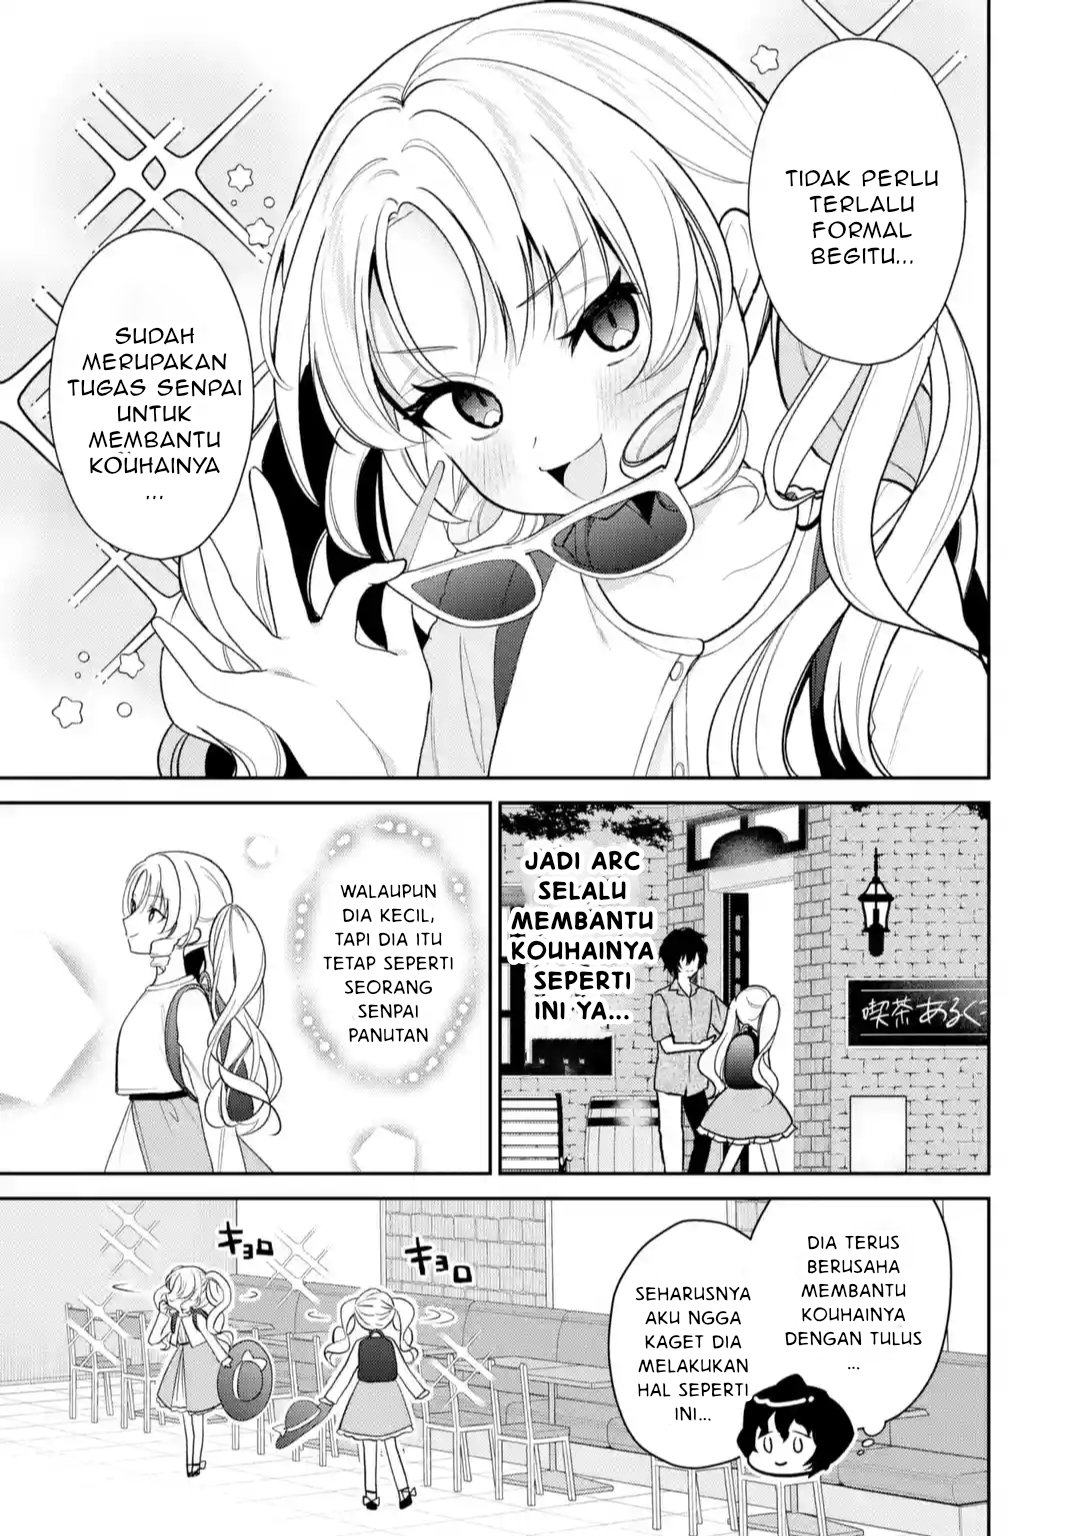 TIDAK PERLU
TERLALU
FORMAL
BEGITU...
SUDAH
MERUPAKAN
TUGAS SENPAI
UNTUK
MEMBANTU
KOUHAINYA
...
JADI ARC
SELALU
MEMBANTU
KOUHAINYA
SEPERTI
INI YA...
喫茶あるく
WALAUPUN
DIA KECIL,
TAPI DIA ITU
TETAP SEPERTI
SEORANG
SENPAI
PANUTAN
DIA TERUS
BERUSAHA
MEMBANTU
KOUHAINYA
DENGAN TULUS
...
SEHARUSNYA
AKU NGGA
KAGET DIA
MELAKUKAN
HAL SEPERTI
INI...
キョロ
キョロ